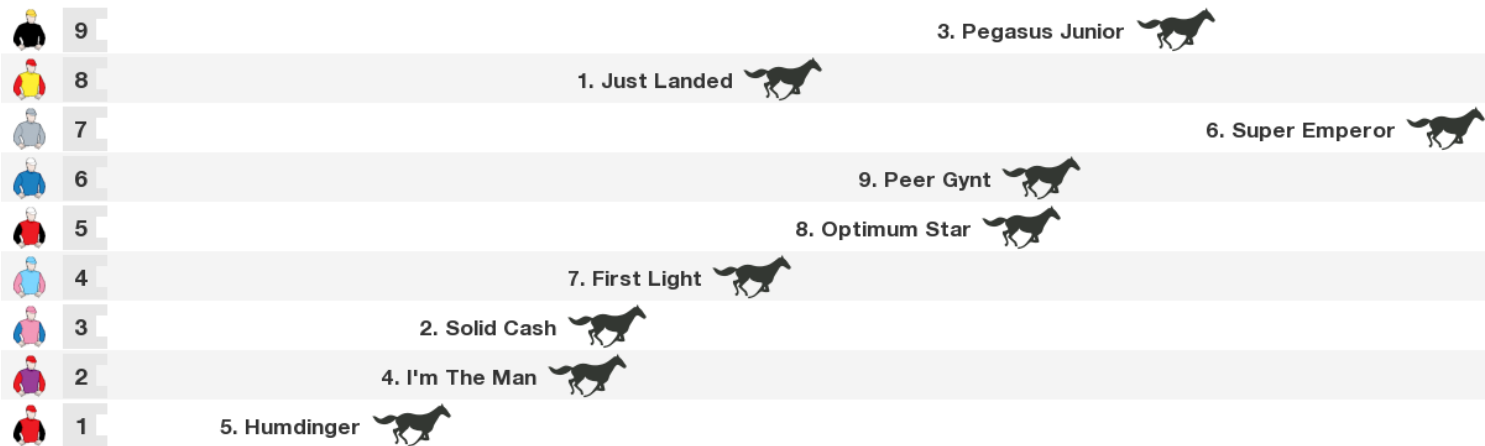 9 3. Pegasus Junior
8 1. Just Landed
7 6. Super Emperor
6 9. Peer Gynt
5 8. Optimum Star
4 7. First Light
3 2. Solid Cash
2 4. I'm The Man
1 5. Humdinger